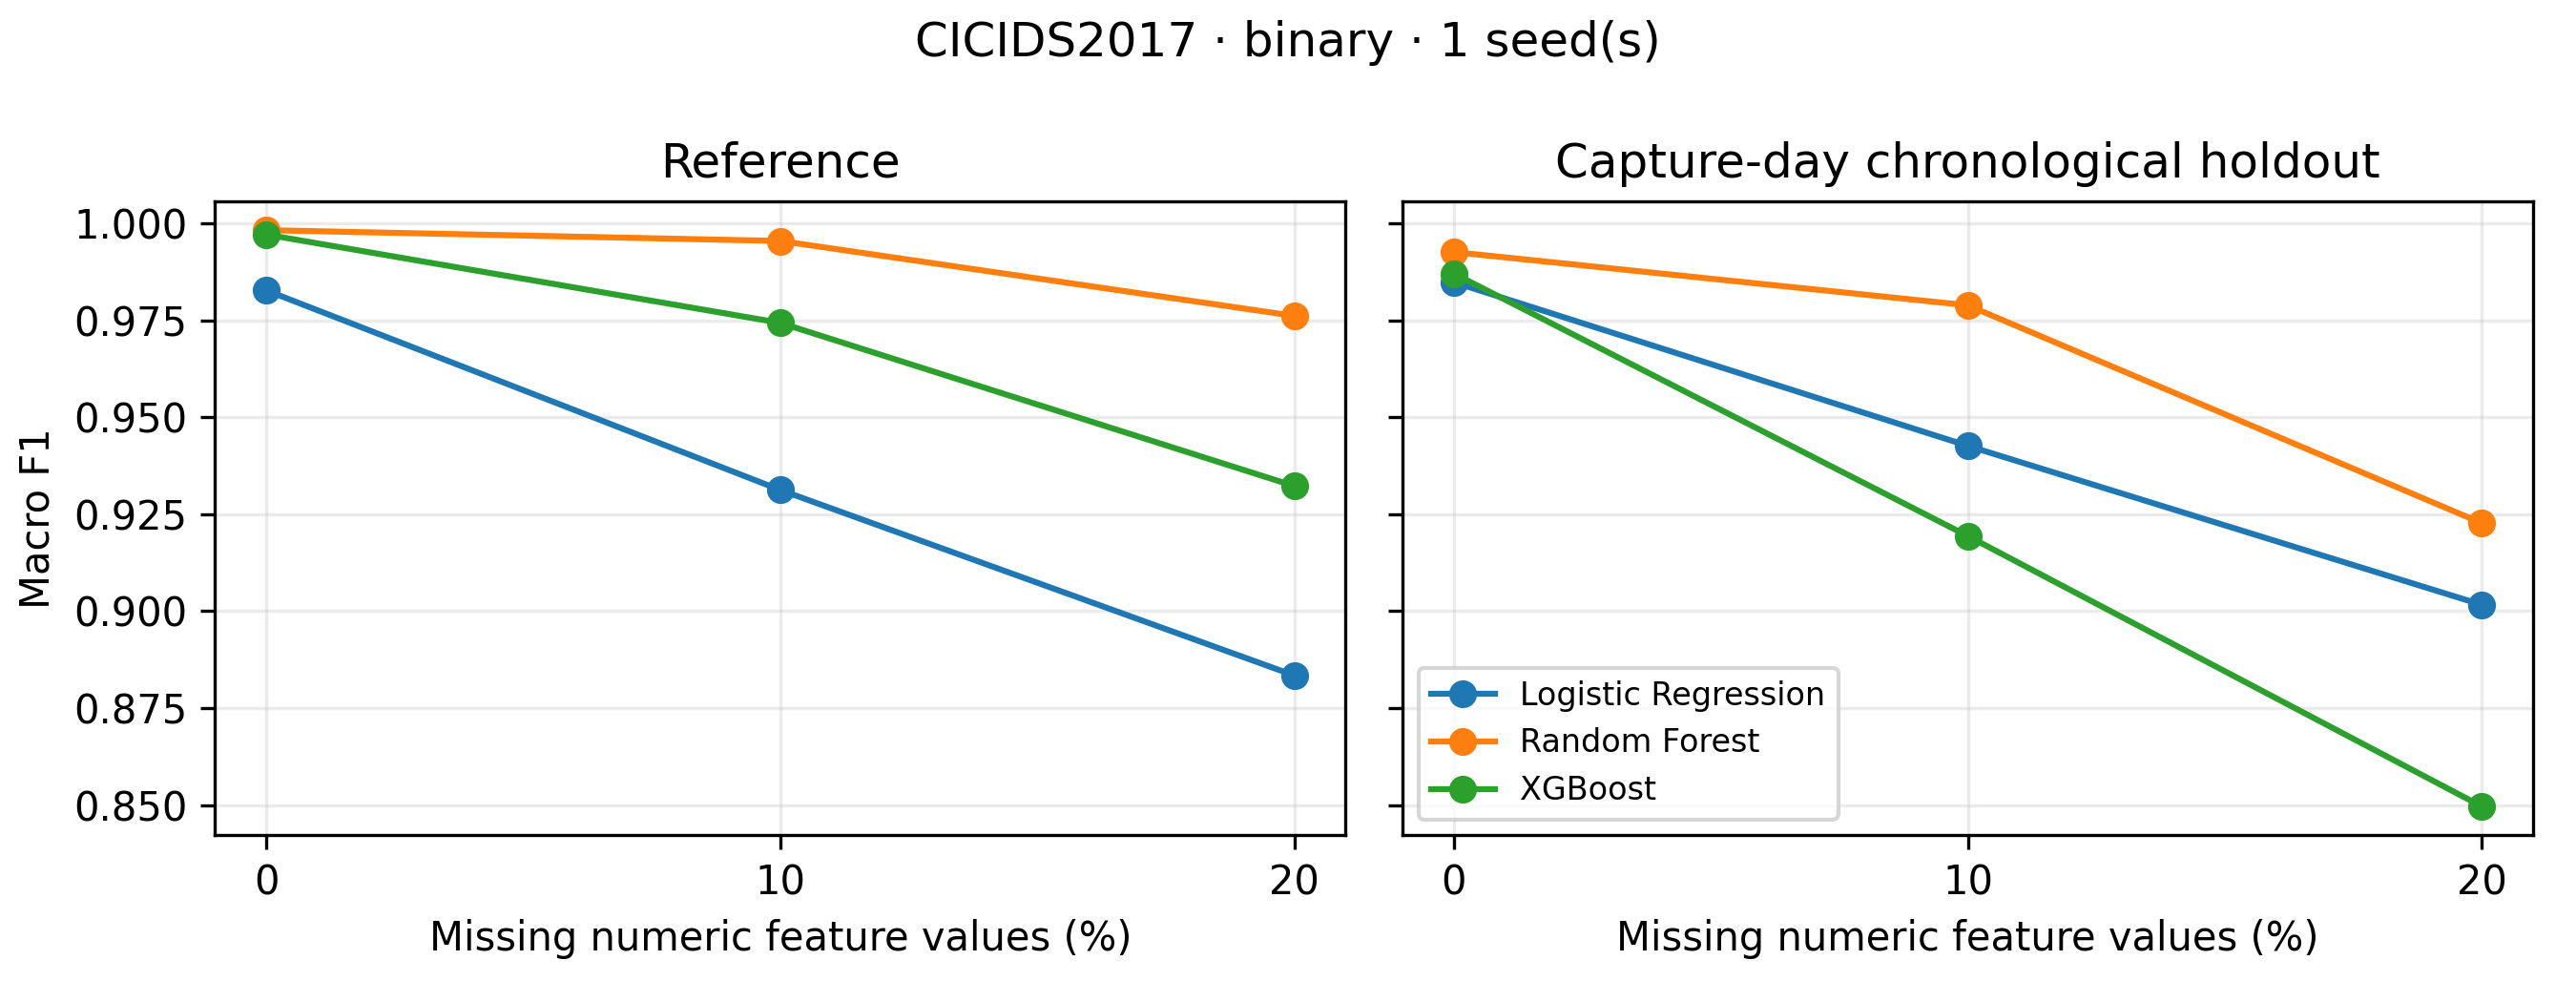 CICIDS2017 · binary · 1 seed(s)
Reference
Macro F1
1.000
0.975
0.950
0.925
0.900
0.875
0.850
0
10
20
Missing numeric feature values (%)
Capture-day chronological holdout
Logistic Regression
Random Forest
XGBoost
0
10
20
Missing numeric feature values (%)